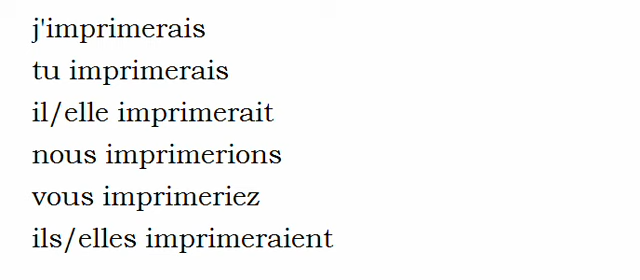 j'imprimerais
tu imprimerais
il/elle imprimerait
nous imprimerions
vous imprimeriez
ils/elles imprimeraient